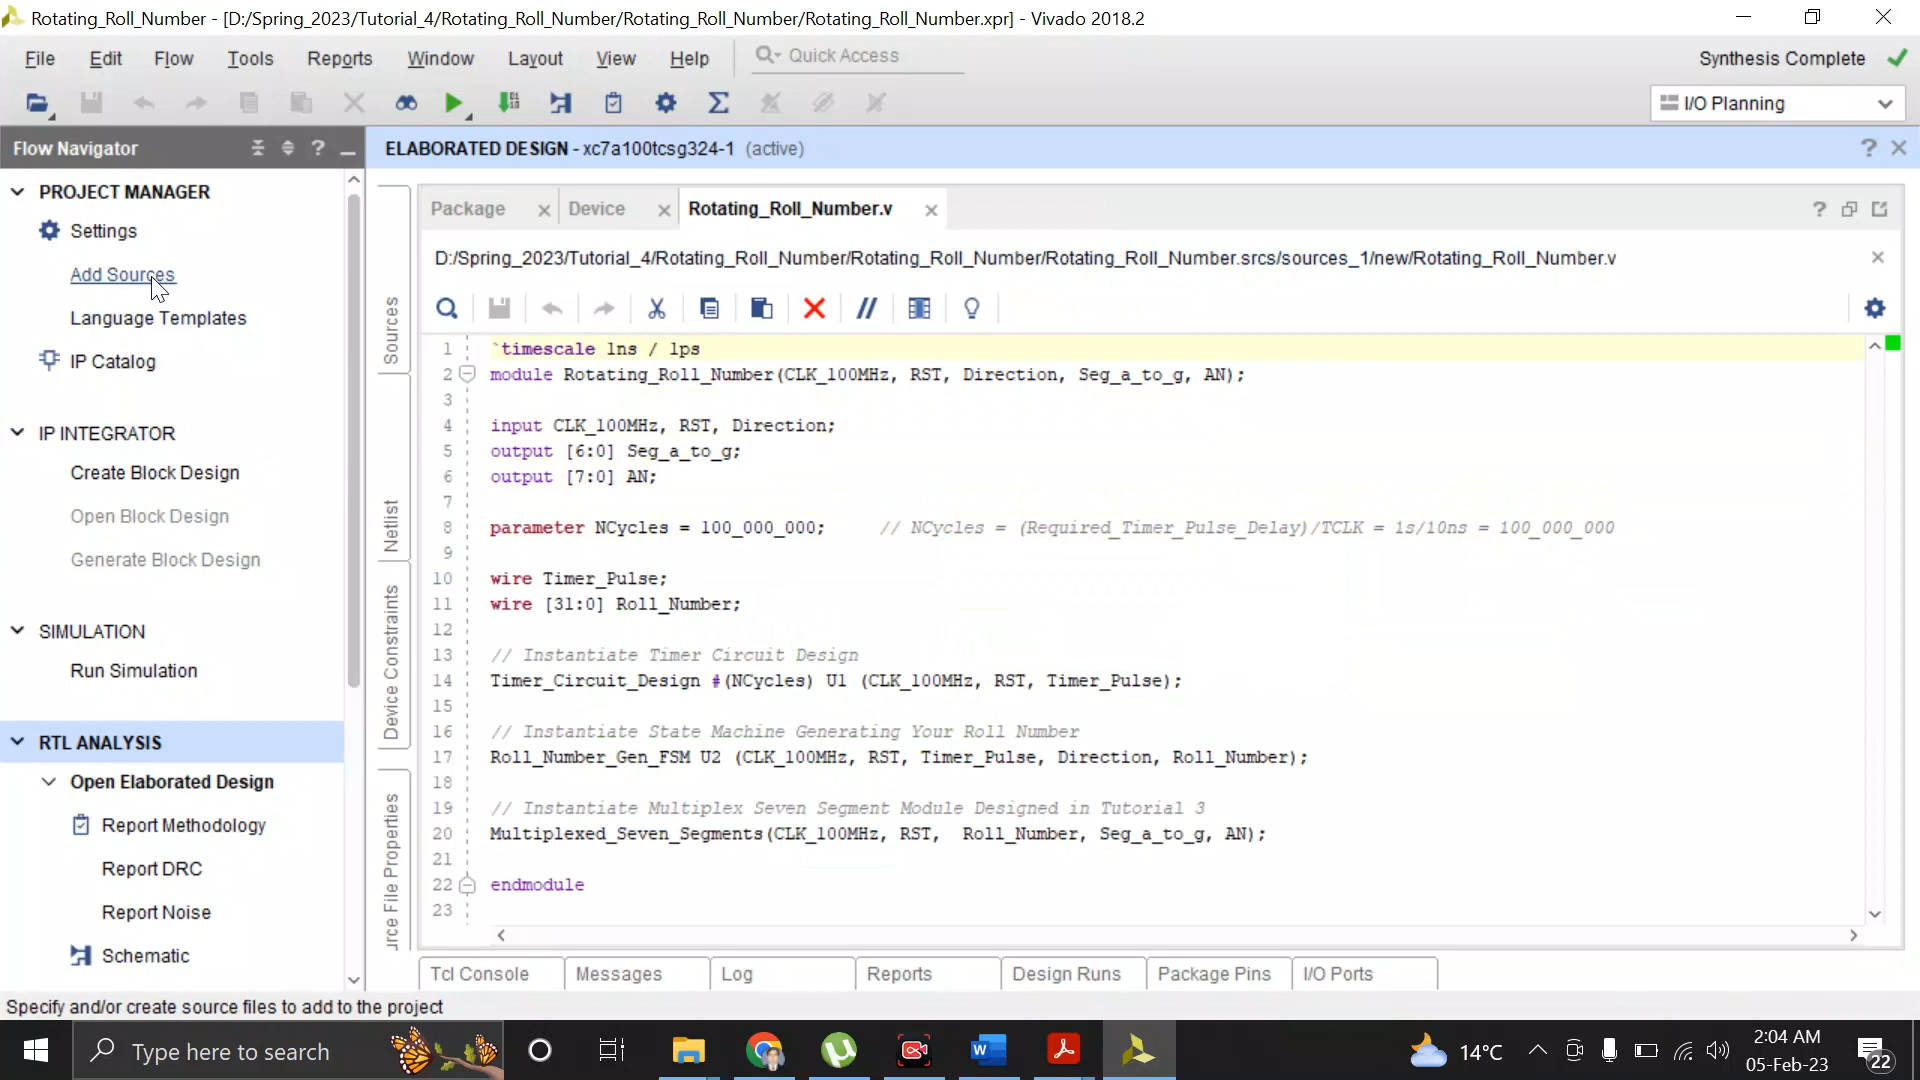 Rotating_Roll_Number - [D:/Spring_2023/Tutorial_4/Rotating_Roll_Number/Rotating_Roll_Number/Rotating_Roll_Number.xpr] - Vivado 2018.2
File Edit Flow Tools Reports Window Layout View Help Quick Access Synthesis Complete
I/O Planning
Flow Navigator
ELABORATED DESIGN - xc7a100tcsg324-1 (active)
PROJECT MANAGER
Settings
Add Sources
Language Templates
IP Catalog
IP INTEGRATOR
Create Block Design
Open Block Design
Generate Block Design
SIMULATION
Run Simulation
RTL ANALYSIS
Open Elaborated Design
Report Methodology
Report DRC
Report Noise
Schematic
Sources
Netlist
Device Constraints
rce File Properties
Package Device Rotating_Roll_Number.v
D:/Spring_2023/Tutorial_4/Rotating_Roll_Number/Rotating_Roll_Number/Rotating_Roll_Number.srcs/sources_1/new/Rotating_Roll_Number.v
1 `timescale 1ns / 1ps
2 module Rotating_Roll_Number(CLK_100MHz, RST, Direction, Seg_a_to_g, AN);
3
4 input CLK_100MHz, RST, Direction;
5 output [6:0] Seg_a_to_g;
6 output [7:0] AN;
7
8 parameter NCycles = 100_000_000; // NCycles = (Required_Timer_Pulse_Delay)/TCLK = 1s/10ns = 100_000_000
9
10 wire Timer_Pulse;
11 wire [31:0] Roll_Number;
12
13 // Instantiate Timer Circuit Design
14 Timer_Circuit_Design #(NCycles) U1 (CLK_100MHz, RST, Timer_Pulse);
15
16 // Instantiate State Machine Generating Your Roll Number
17 Roll_Number_Gen_FSM U2 (CLK_100MHz, RST, Timer_Pulse, Direction, Roll_Number);
18
19 // Instantiate Multiplex Seven Segment Module Designed in Tutorial 3
20 Multiplexed_Seven_Segments(CLK_100MHz, RST, Roll_Number, Seg_a_to_g, AN);
21
22 endmodule
23
Tcl Console Messages Log Reports Design Runs Package Pins I/O Ports
Specify and/or create source files to add to the project
Type here to search
14°C
2:04 AM
05-Feb-23
22